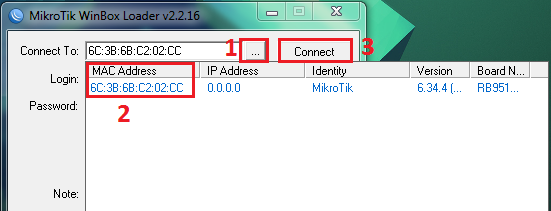 MikroTik WinBox Loader v2.2.16
Connect To: 6C:3B:6B:C2:02:CC 1 ... Connect 3
Login: MAC Address IP Address Identity Version Board N...
6C:3B:6B:C2:02:CC 0.0.0.0 MikroTik 6.34.4 (... RB951...
Password:
2
Note: